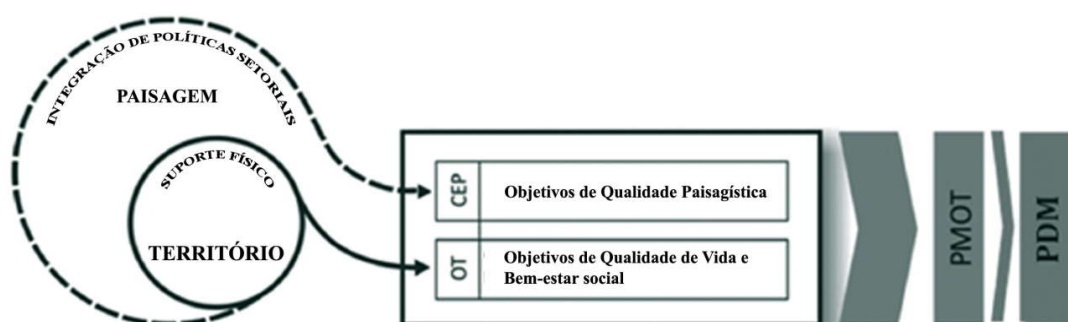 INTEGRAÇÃO DE POLÍTICAS SETORIAIS
PAISAGEM
SUPORTE FÍSICO
TERRITÓRIO
CEP
Objetivos de Qualidade Paisagística
OT
Objetivos de Qualidade de Vida e
Bem-estar social
PMOT
PDM